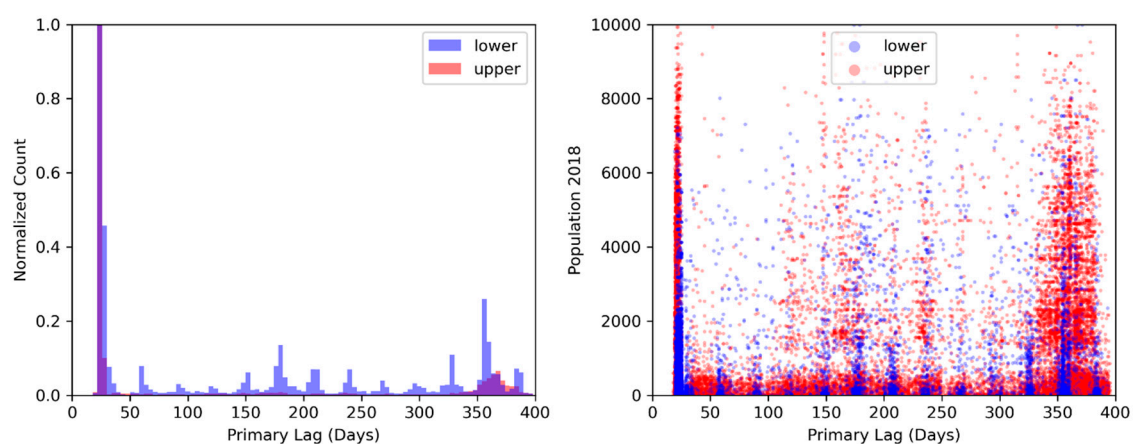 1.0
0.8
0.6
0.4
0.2
0.0
Normalized Count
lower
upper
0 50 100 150 200 250 300 350 400
Primary Lag (Days)
10000
8000
6000
4000
2000
0
Population 2018
lower
upper
0 50 100 150 200 250 300 350 400
Primary Lag (Days)